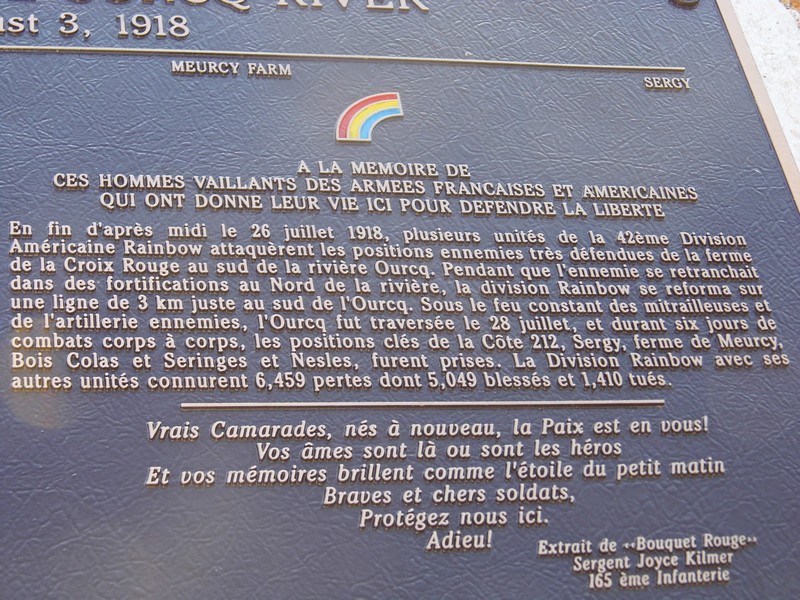 RIVER
3, 1918
MEURCY FARM
SERGY
A LA MEMOIRE DE
CES HOMMES VAILLANTS DES ARMEES FRANCAISES ET AMERICAINES
QUI ONT DONNE LEUR VIE ICI POUR DEFENDRE LA LIBERTE
En fin d'après midi le 26 juillet 1918, plusieurs unités de la 42ème Division
Américaine Rainbow attaquèrent les positions ennemies très défendues de la ferme
de la Croix Rouge au sud de la rivière Ourcq. Pendant que l'ennemie se retranchait
dans des fortifications au Nord de la rivière, la division Rainbow se reforma sur
une ligne de 3 km juste au sud de l'Ourcq. Sous le feu constant des mitrailleuses et
de l'artillerie ennemies, l'Ourcq fut traversée le 28 juillet, et durant six jours de
combats corps à corps, les positions clés de la Côte 212, Sergy, ferme de Meurcy,
Bois Colas et Seringes et Nesles, furent prises. La Division Rainbow avec ses
autres unités connurent 6,459 pertes dont 5,049 blessés et 1,410 tués.
Vrais Camarades, nés à nouveau, la Paix est en vous!
Vos âmes sont là ou sont les héros
Et vos mémoires brillent comme l'étoile du petit matin
Braves et chers soldats,
Protégez nous ici.
Adieu!
Extrait de «Bouquet Rouge»
Sergent Joyce Kilmer
165 ème Infanterie